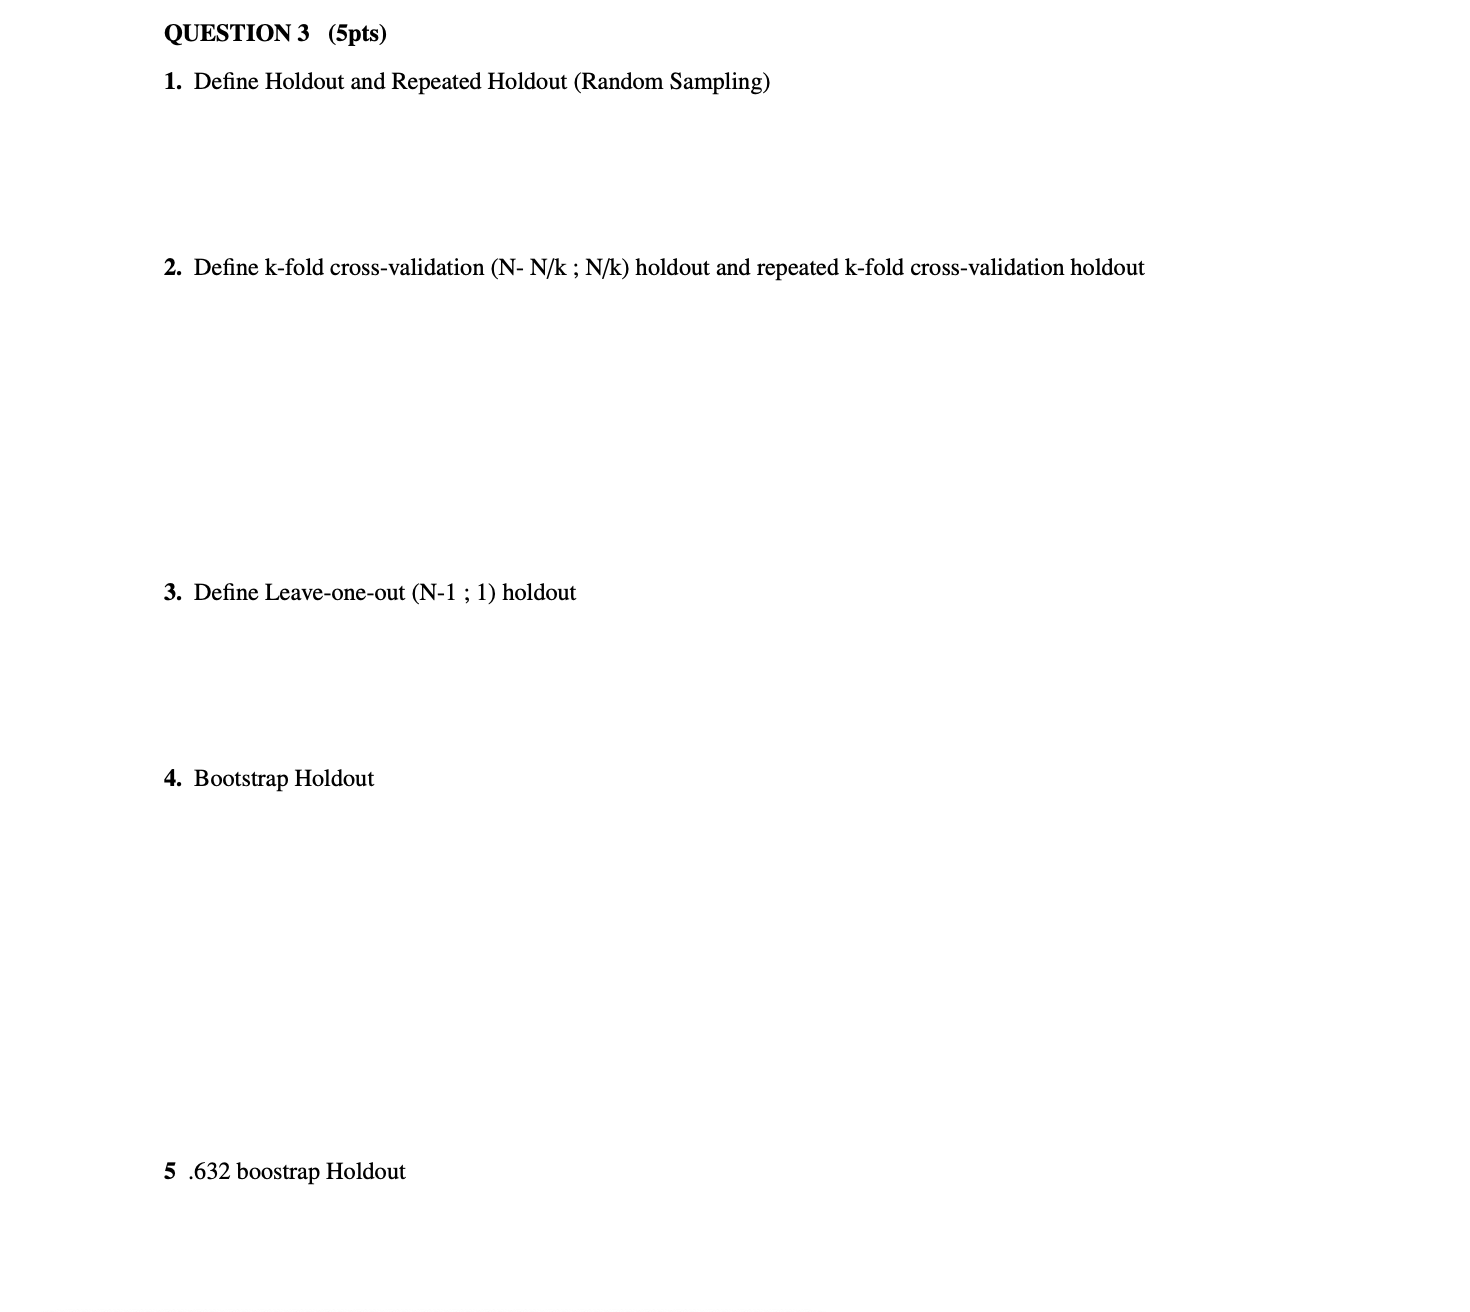 QUESTION 3 (5pts)
1. Define Holdout and Repeated Holdout (Random Sampling)
2. Define k-fold cross-validation (N- N/k ; N/k) holdout and repeated k-fold cross-validation holdout
3. Define Leave-one-out (N-1 ; 1) holdout
4. Bootstrap Holdout
5 .632 boostrap Holdout